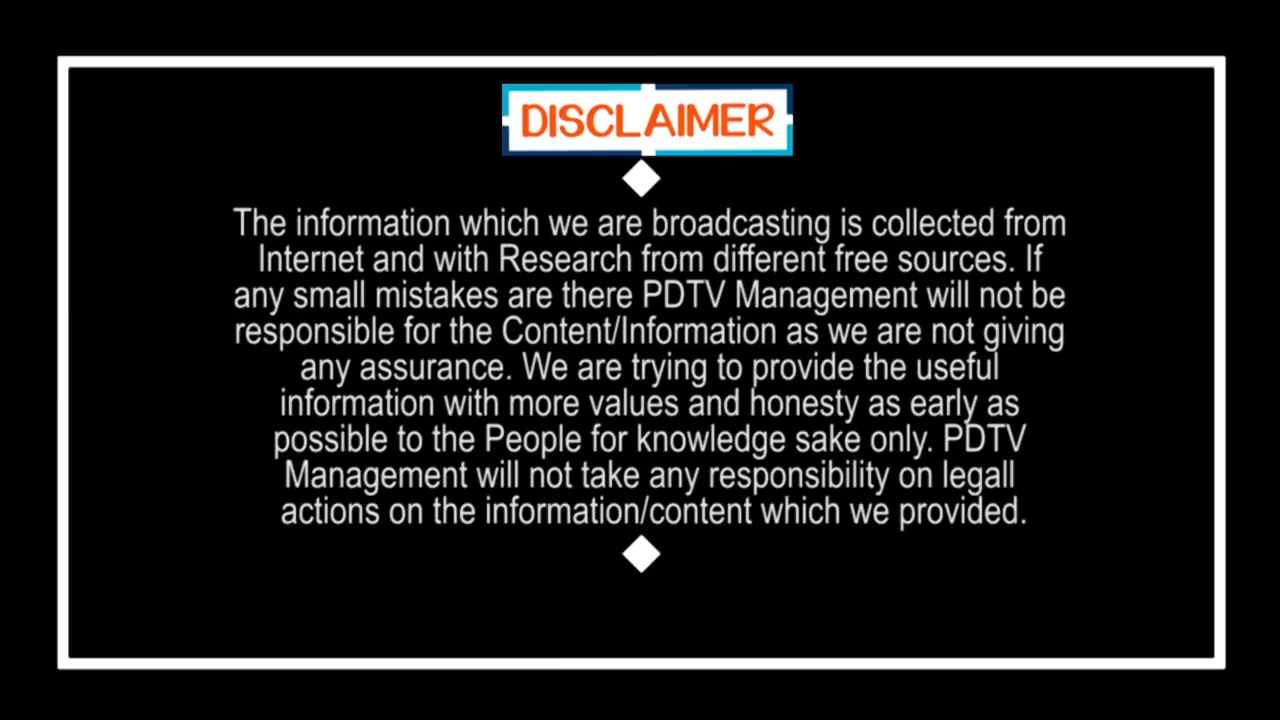 DISCLAIMER
The information which we are broadcasting is collected from
Internet and with Research from different free sources. If
any small mistakes are there PDTV Management will not be
responsible for the Content/Information as we are not giving
any assurance. We are trying to provide the useful
information with more values and honesty as early as
possible to the People for knowledge sake only. PDTV
Management will not take any responsibility on legall
actions on the information/content which we provided.